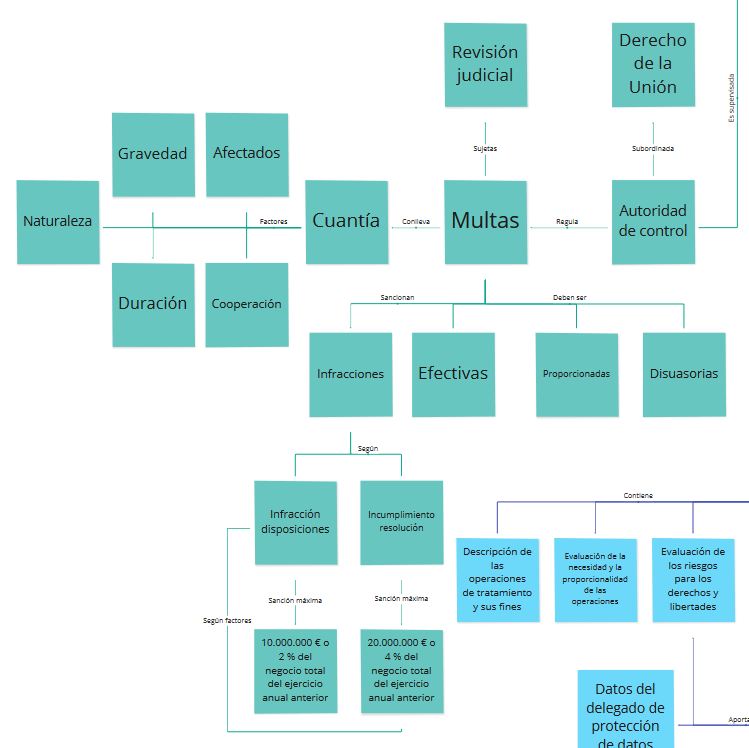 Revisión
judicial
Derecho
de la
Unión
Es supervisada
Gravedad
Afectados
Sujetas
Subordinada
Naturaleza
Factores
Cuantía
Conlleva
Multas
Regula
Autoridad
de control
Duración
Cooperación
Sancionan
Deben ser
Infracciones
Efectivas
Proporcionadas
Disuasorias
Según
Infracción
disposiciones
Incumplimiento
resolución
Contiene
Descripción de
las
operaciones
de tratamiento
y sus fines
Evaluación de la
necesidad y la
proporcionalidad
de las
operaciones
Evaluación de
los riesgos
para los
derechos y
libertades
Sanción máxima
Sanción máxima
Según factores
10.000.000 € o
2 % del
negocio total
del ejercicio
anual anterior
20.000.000 € o
4 % del
negocio total
del ejercicio
anual anterior
Datos del
delegado de
protección
de datos
Aporta